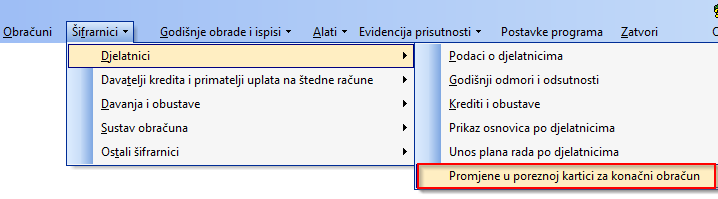 Obračuni Šifrarnici Godišnje obrade i ispisi Alati Evidencija prisutnosti Postavke programa Zatvori
Djelatnici
Davatelji kredita i primatelji uplata na štedne račune
Davanja i obustave
Sustav obračuna
Ostali šifrarnici
Podaci o djelatnicima
Godišnji odmori i odsutnosti
Krediti i obustave
Prikaz osnovica po djelatnicima
Unos plana rada po djelatnicima
Promjene u poreznoj kartici za konačni obračun